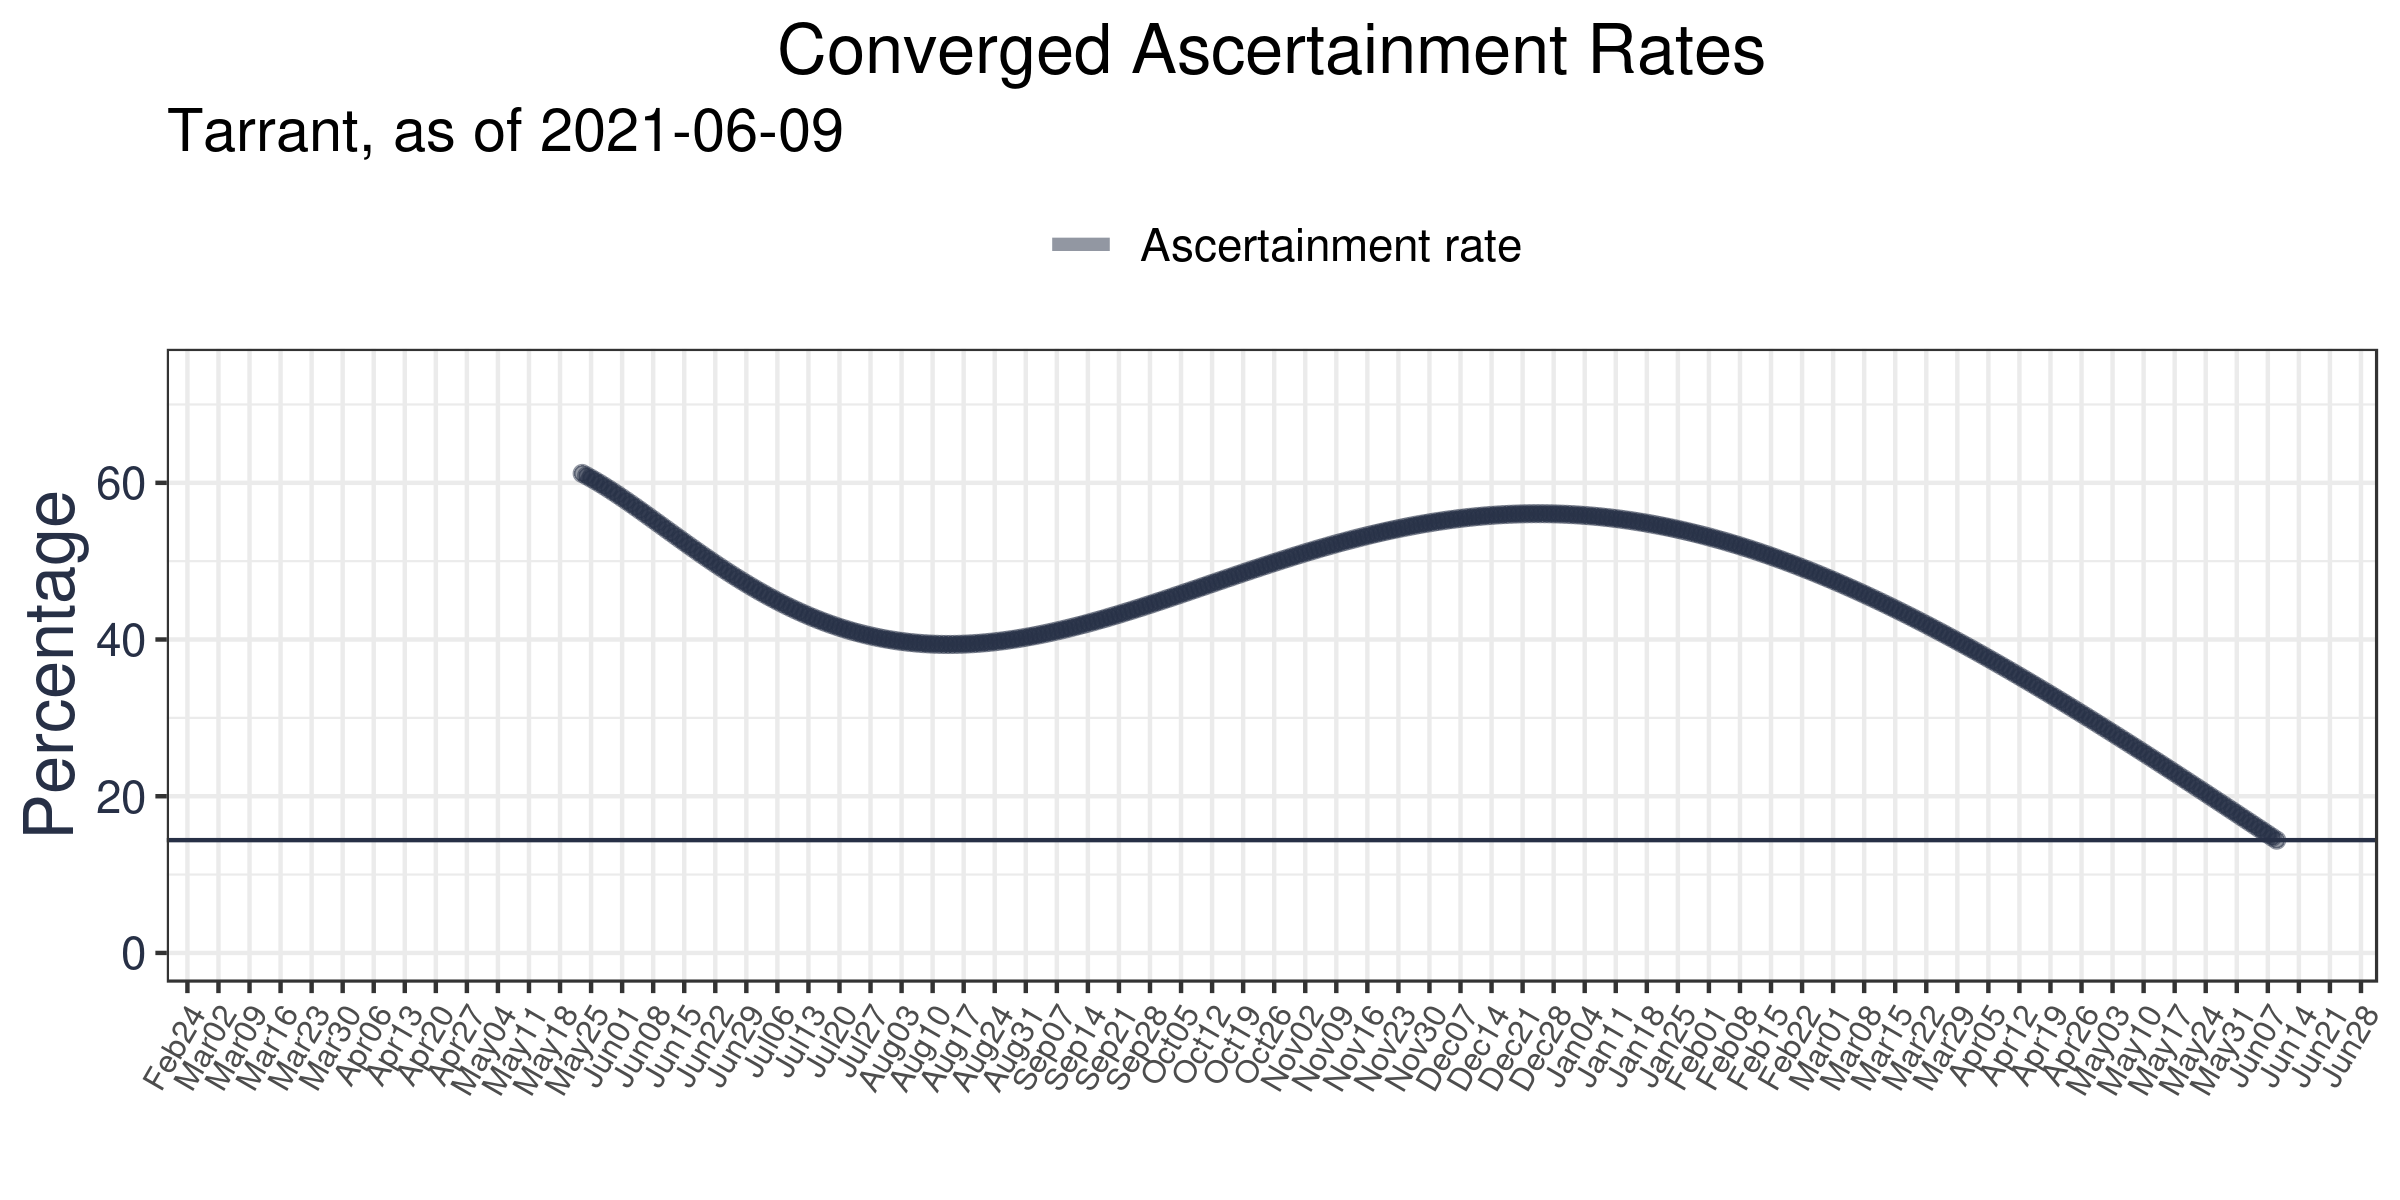 Converged Ascertainment Rates
Tarrant, as of 2021-06-09
Ascertainment rate
Percentage
60
40
20
0
Feb24 Mar02 Mar09 Mar16 Mar23 Mar30 Apr06 Apr13 Apr20 Apr27 May04 May11 May18 May25 Jun01 Jun08 Jun15 Jun22 Jun29 Jul06 Jul13 Jul20 Jul27 Aug03 Aug10 Aug17 Aug24 Aug31 Sep07 Sep14 Sep21 Sep28 Oct05 Oct12 Oct19 Oct26 Nov02 Nov09 Nov16 Nov23 Nov30 Dec07 Dec14 Dec21 Dec28 Jan04 Jan11 Jan18 Jan25 Feb01 Feb08 Feb15 Feb22 Mar01 Mar08 Mar15 Mar22 Mar29 Apr05 Apr12 Apr19 Apr26 May03 May10 May17 May24 May31 Jun07 Jun14 Jun21 Jun28